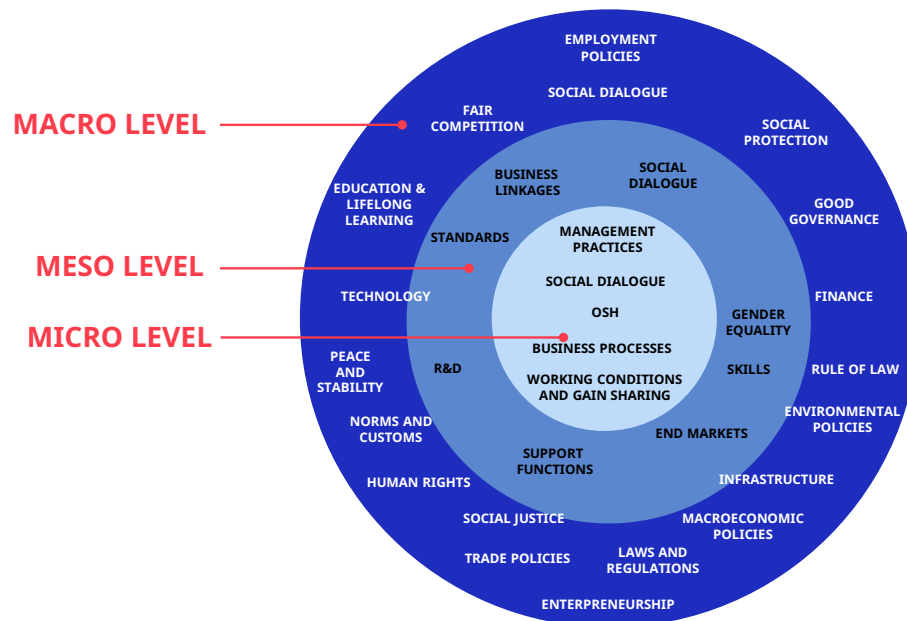 EMPLOYMENT
POLICIES
SOCIAL DIALOGUE
FAIR
COMPETITION
MACRO LEVEL
SOCIAL
PROTECTION
BUSINESS
LINKAGES
SOCIAL
DIALOGUE
EDUCATION &
LIFELONG
LEARNING
GOOD
GOVERNANCE
STANDARDS
MANAGEMENT
PRACTICES
MESO LEVEL
SOCIAL DIALOGUE
TECHNOLOGY
FINANCE
OSH
GENDER
EQUALITY
MICRO LEVEL
BUSINESS PROCESSES
PEACE
AND
STABILITY
R&D
SKILLS
RULE OF LAW
WORKING CONDITIONS
AND GAIN SHARING
ENVIRONMENTAL
POLICIES
NORMS AND
CUSTOMS
END MARKETS
SUPPORT
FUNCTIONS
HUMAN RIGHTS
INFRASTRUCTURE
SOCIAL JUSTICE
MACROECONOMIC
POLICIES
TRADE POLICIES
LAWS AND
REGULATIONS
ENTERPRENEURSHIP